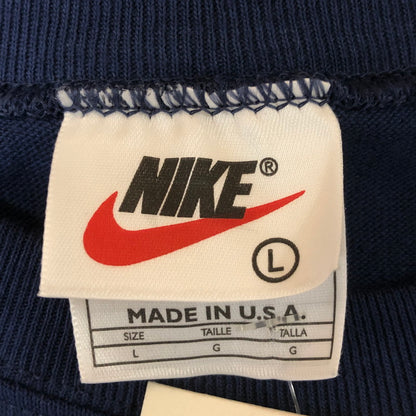 NIKE®
L
MADE IN U.S.A.
SIZE TAILLE TALLA
L G G